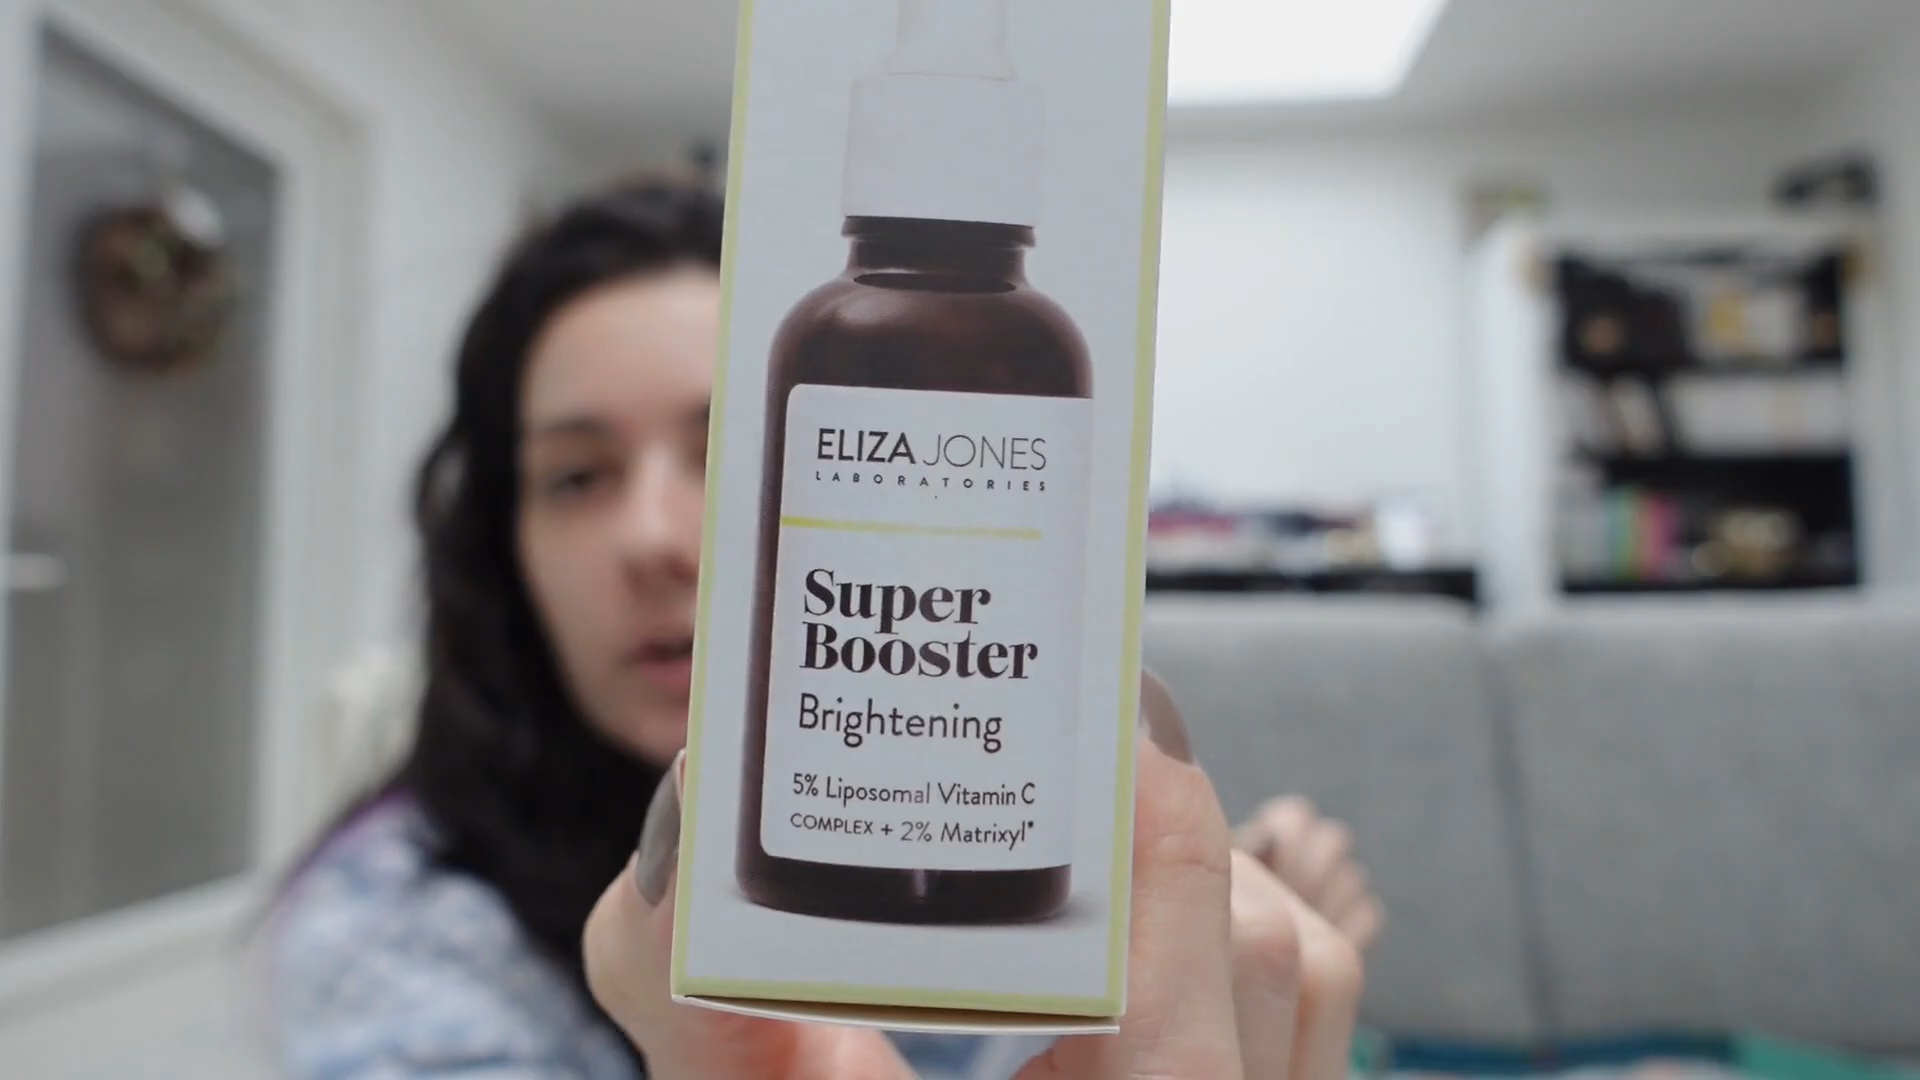 ELIZA JONES
LABORATORIES
Super
Booster
Brightening
5% Liposomal Vitamin C
COMPLEX + 2% Matrixyl*